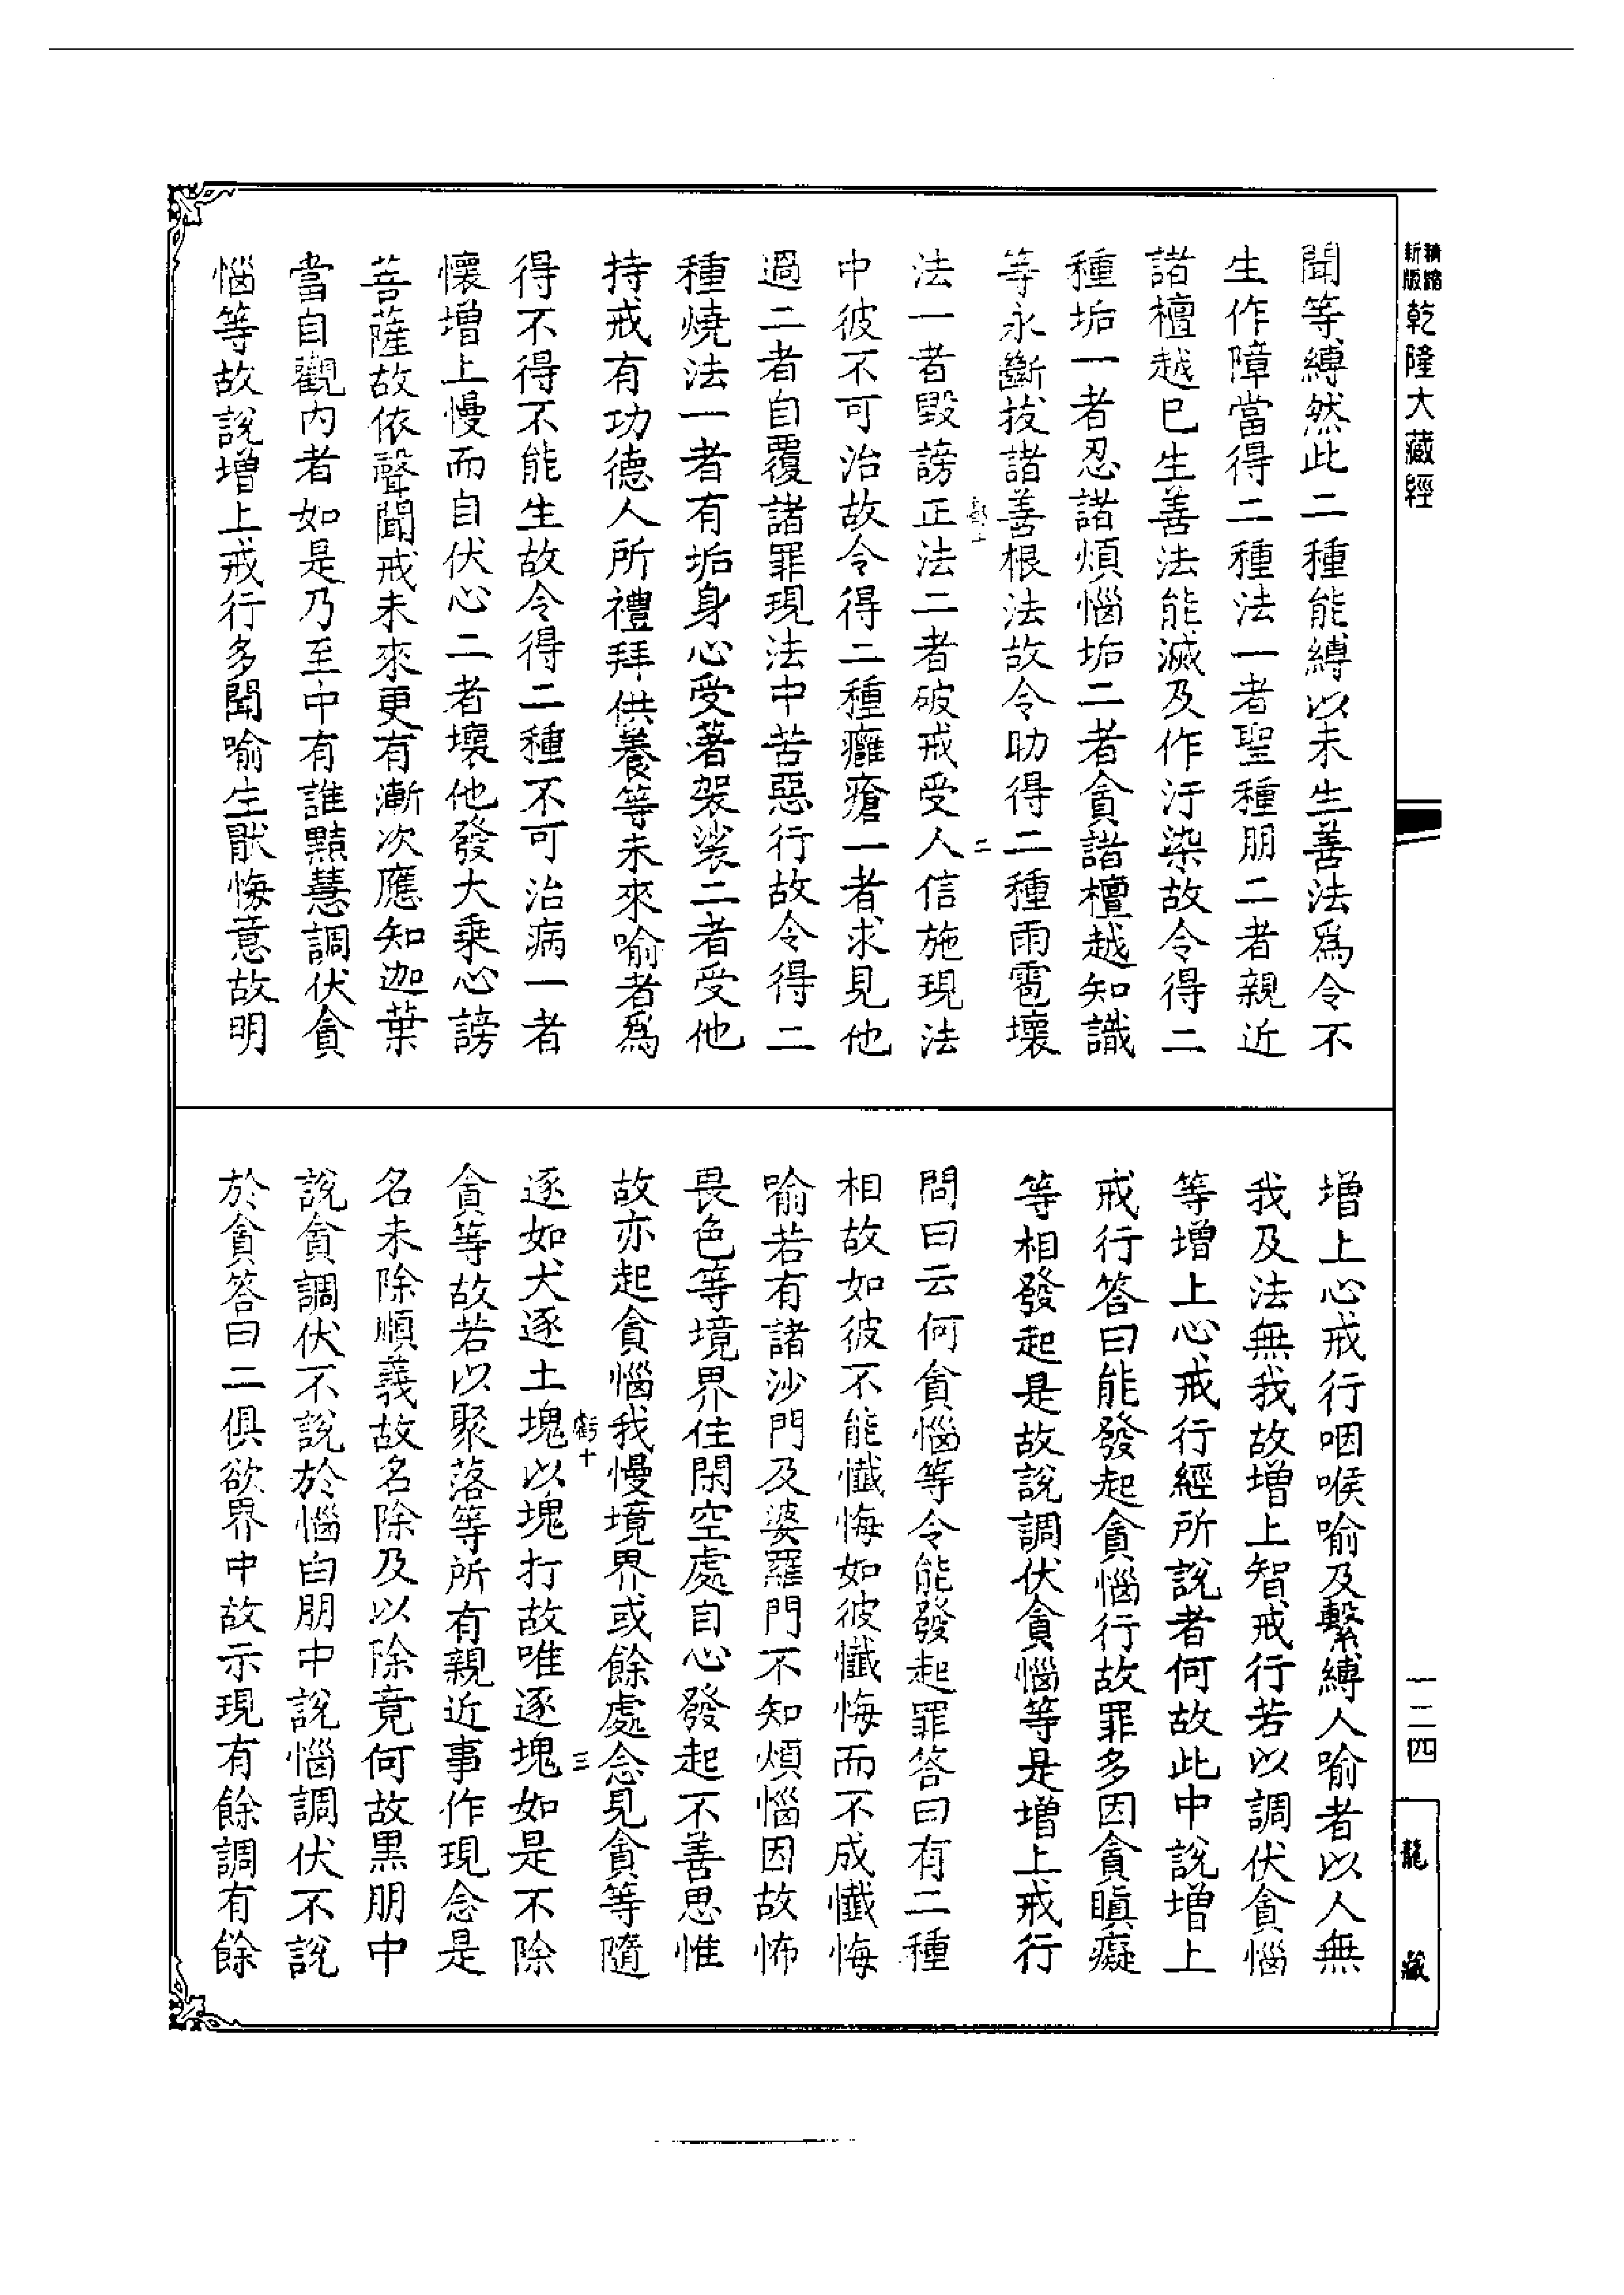 精縮新版
乾隆大藏經
聞等縛然此二種能縛以未生善法爲令不
生作障當得二種法一者聖種朋二者親近
諸檀越已生善法能滅及作汙染故令得二
種垢一者忍諸煩惱垢二者貪諸檀越知識
等永斷拔諸善根法故令助得二種雨雹壞
法一者毀謗正法二者破戒受人信施現法
二
中彼不可治故令得二種癰瘡一者求見他
過二者自覆諸罪現法中苦惡行故令得二
種燒法一者有垢身心受著袈裟二者受他
持戒有功德人所禮拜供養等未來喻者爲
得不得不能生故令得二種不可治病一者
懷增上慢而自伏心二者壞他發大乘心謗
菩薩故依聲聞戒未來更有漸次應知迦葉
當自觀內者如是乃至中有誰黠慧調伏貪
惱等故說增上戒行多聞喻生猒悔意故明
增上心戒行咽喉喻及繫縛人喻者以人無
我及法無我故增上智戒行若以調伏貪惱
等增上心戒行經所說者何故此中說增上
戒行答曰能發起貪惱行故罪多因貪瞋癡
等相發起是故說調伏貪惱等是增上戒行
問曰云何貪惱等令能發起罪答曰有二種
相故如彼不能懺悔如彼懺悔而不成懺悔
喻若有諸沙門及婆羅門不知煩惱因故怖
畏色等境界住閑空處自心發起不善思惟
故亦起貪惱我慢境界或餘處念見貪等隨
虧十
三
逐如犬逐土塊以塊打故唯逐塊如是不除
貪等故若以聚落等所有親近事作現念是
名未除順義故名除及以除竟何故黑朋中
說貪調伏不說於惱白朋中說惱調伏不說
於貪答曰二俱欲界中故示現有餘調有餘
一二四
龍藏